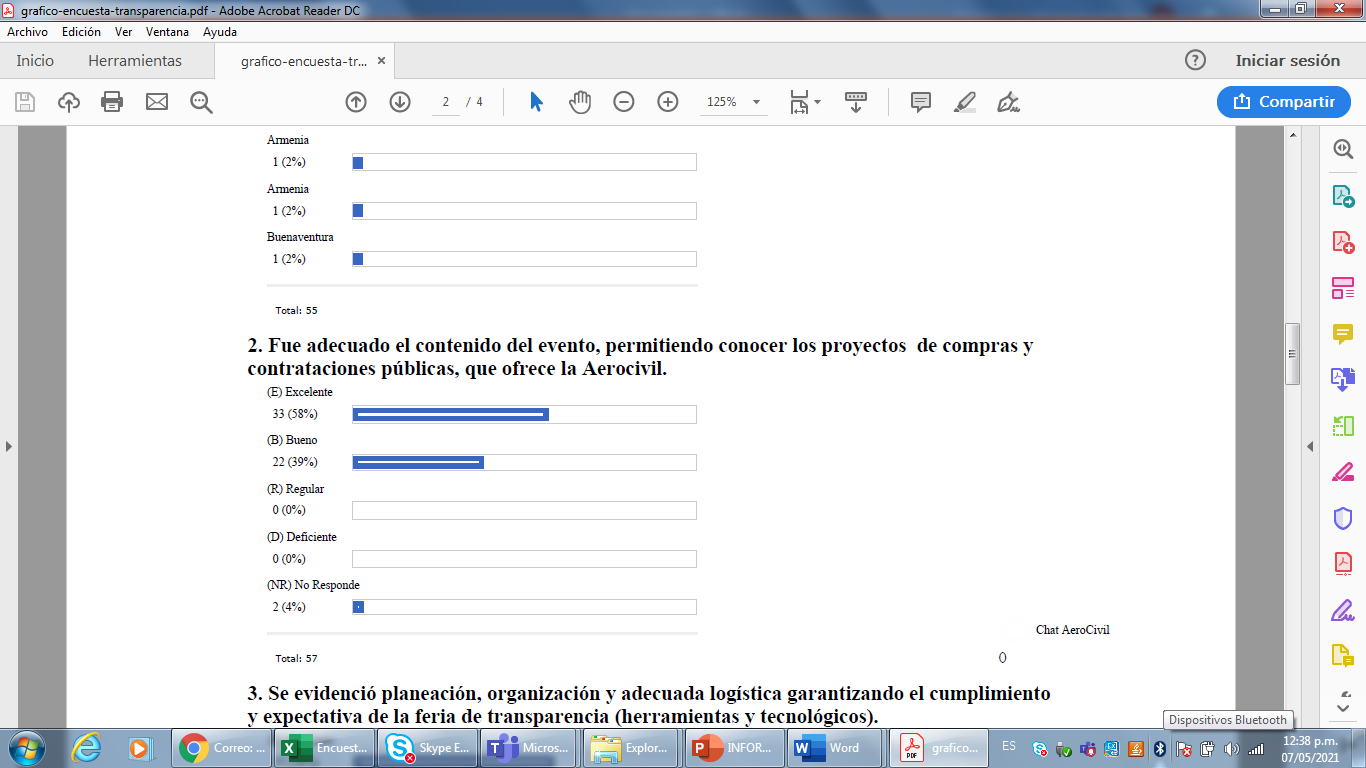 grafico-encuesta-transparencia.pdf - Adobe Acrobat Reader DC
Archivo Edición Ver Ventana Ayuda
Inicio Herramientas grafico-encuesta-tr... × Iniciar sesión
2 / 4 125% Compartir
Armenia
1 (2%)
Armenia
1 (2%)
Buenaventura
1 (2%)
Total: 55
2. Fue adecuado el contenido del evento, permitiendo conocer los proyectos de compras y
contrataciones públicas, que ofrece la Aerocivil.
(E) Excelente
33 (58%)
(B) Bueno
22 (39%)
(R) Regular
0 (0%)
(D) Deficiente
0 (0%)
(NR) No Responde
2 (4%)
Chat AeroCivil
Total: 57
()
3. Se evidenció planeación, organización y adecuada logística garantizando el cumplimiento
y expectativa de la feria de transparencia (herramientas y tecnológicos).
Dispositivos Bluetooth
Correo: ... Encuest... Skype E... Micros... Explor... INFOR... Word grafico... ES 12:38 p.m.
07/05/2021